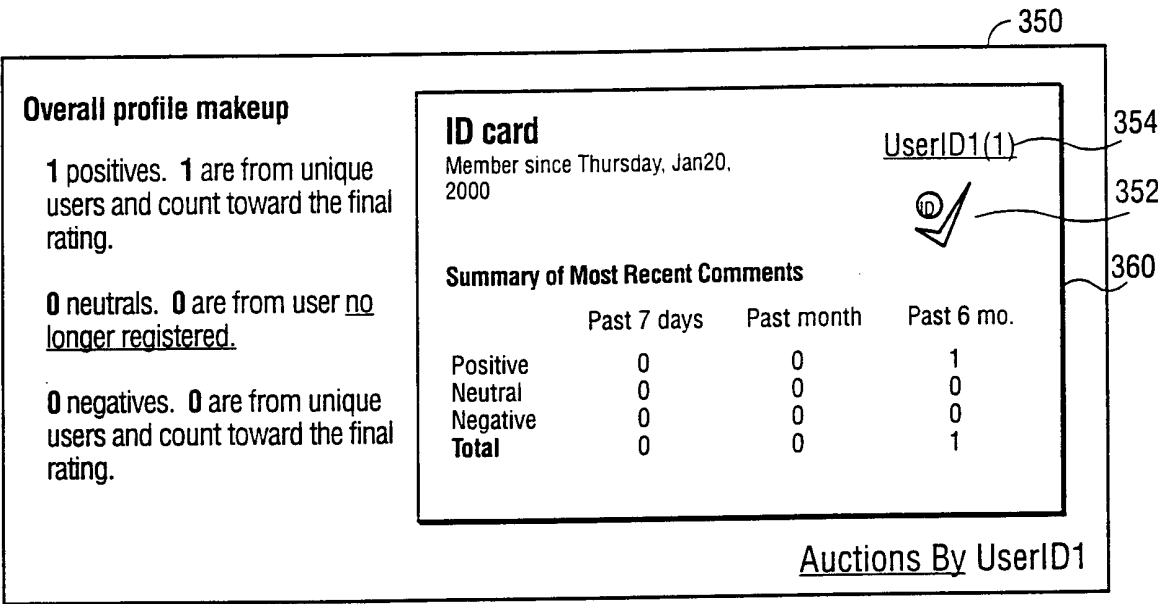 350
Overall profile makeup
1 positives. 1 are from unique
users and count toward the final
rating.
0 neutrals. 0 are from user no
longer registered.
0 negatives. 0 are from unique
users and count toward the final
rating.
ID card
Member since Thursday, Jan20,
2000
UserID1(1)
354
ID
352
360
Summary of Most Recent Comments
Past 7 days Past month Past 6 mo.
Positive 0 0 1
Neutral 0 0 0
Negative 0 0 0
Total 0 0 1
Auctions By UserID1